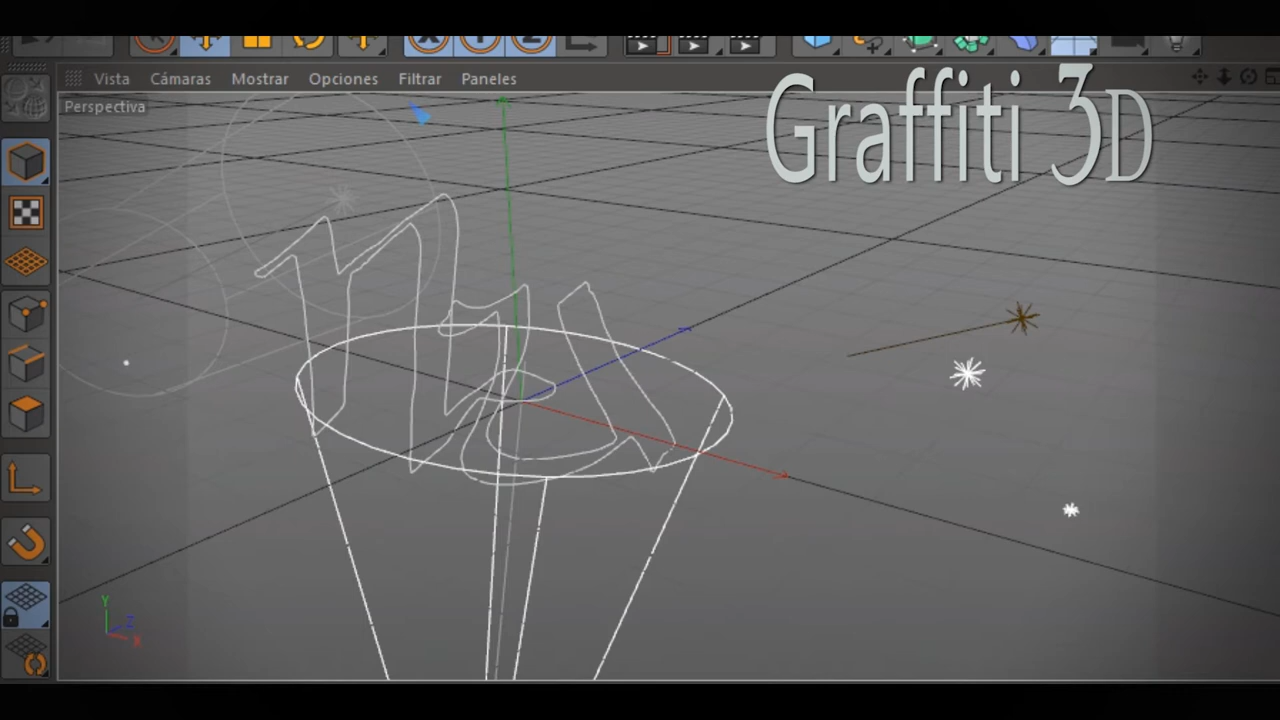 Vista Cámaras Mostrar Opciones Filtrar Paneles
Perspectiva
Graffiti 3D
Y
Z
X